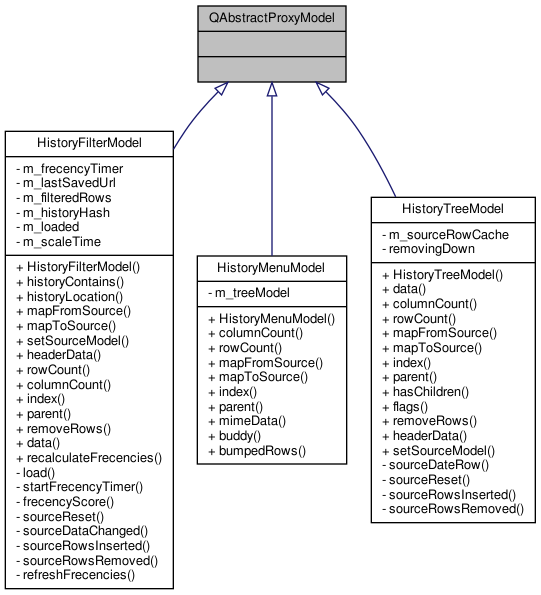 QAbstractProxyModel
HistoryFilterModel
- m_frecencyTimer
- m_lastSavedUrl
- m_filteredRows
- m_historyHash
- m_loaded
- m_scaleTime
+ HistoryFilterModel()
+ historyContains()
+ historyLocation()
+ mapFromSource()
+ mapToSource()
+ setSourceModel()
+ headerData()
+ rowCount()
+ columnCount()
+ index()
+ parent()
+ removeRows()
+ data()
+ recalculateFrecencies()
- load()
- startFrecencyTimer()
- frecencyScore()
- sourceReset()
- sourceDataChanged()
- sourceRowsInserted()
- sourceRowsRemoved()
- refreshFrecencies()
HistoryMenuModel
- m_treeModel
+ HistoryMenuModel()
+ columnCount()
+ rowCount()
+ mapFromSource()
+ mapToSource()
+ index()
+ parent()
+ mimeData()
+ buddy()
+ bumpedRows()
HistoryTreeModel
- m_sourceRowCache
- removingDown
+ HistoryTreeModel()
+ data()
+ columnCount()
+ rowCount()
+ mapFromSource()
+ mapToSource()
+ index()
+ parent()
+ hasChildren()
+ flags()
+ removeRows()
+ headerData()
+ setSourceModel()
- sourceDateRow()
- sourceReset()
- sourceRowsInserted()
- sourceRowsRemoved()